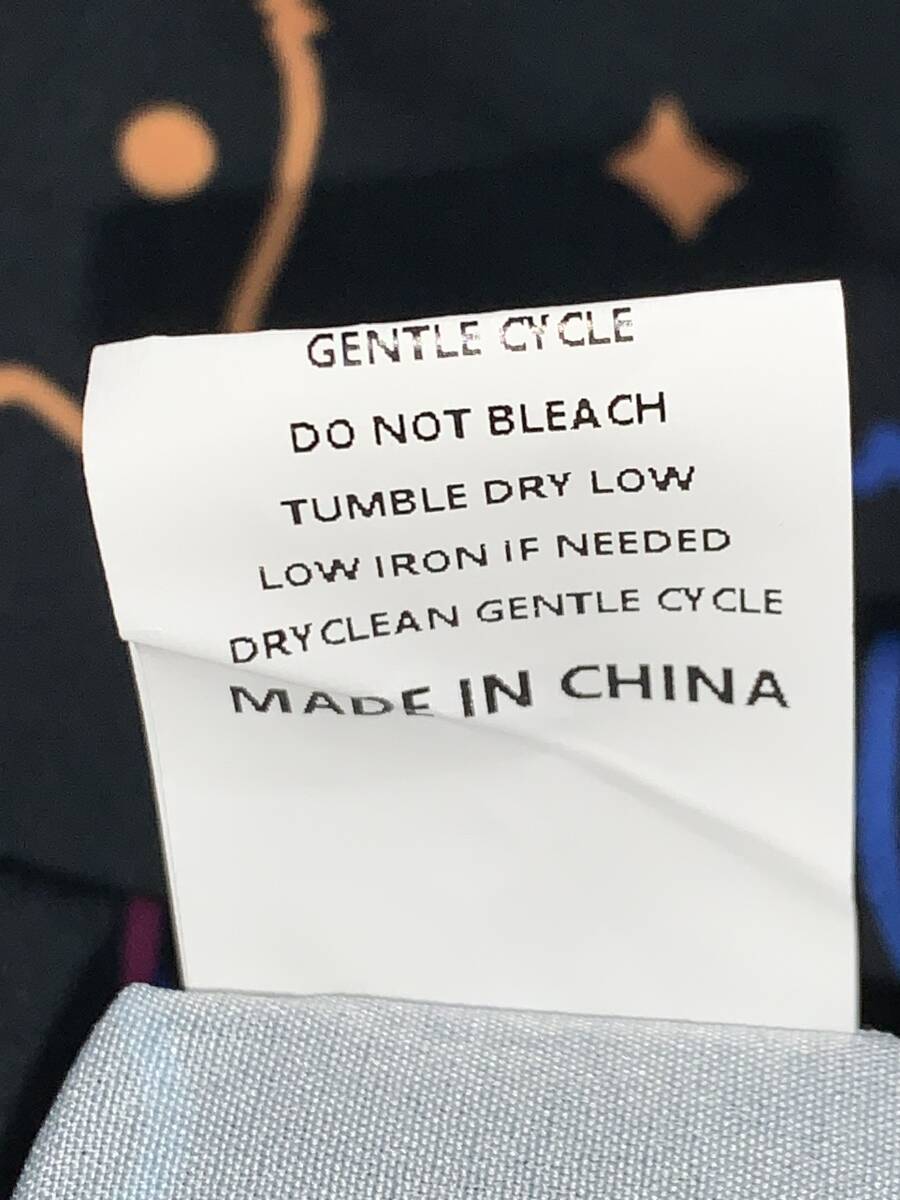 GENTLE CYCLE
DO NOT BLEACH
TUMBLE DRY LOW
LOW IRON IF NEEDED
DRYCLEAN GENTLE CYCLE
MADE IN CHINA